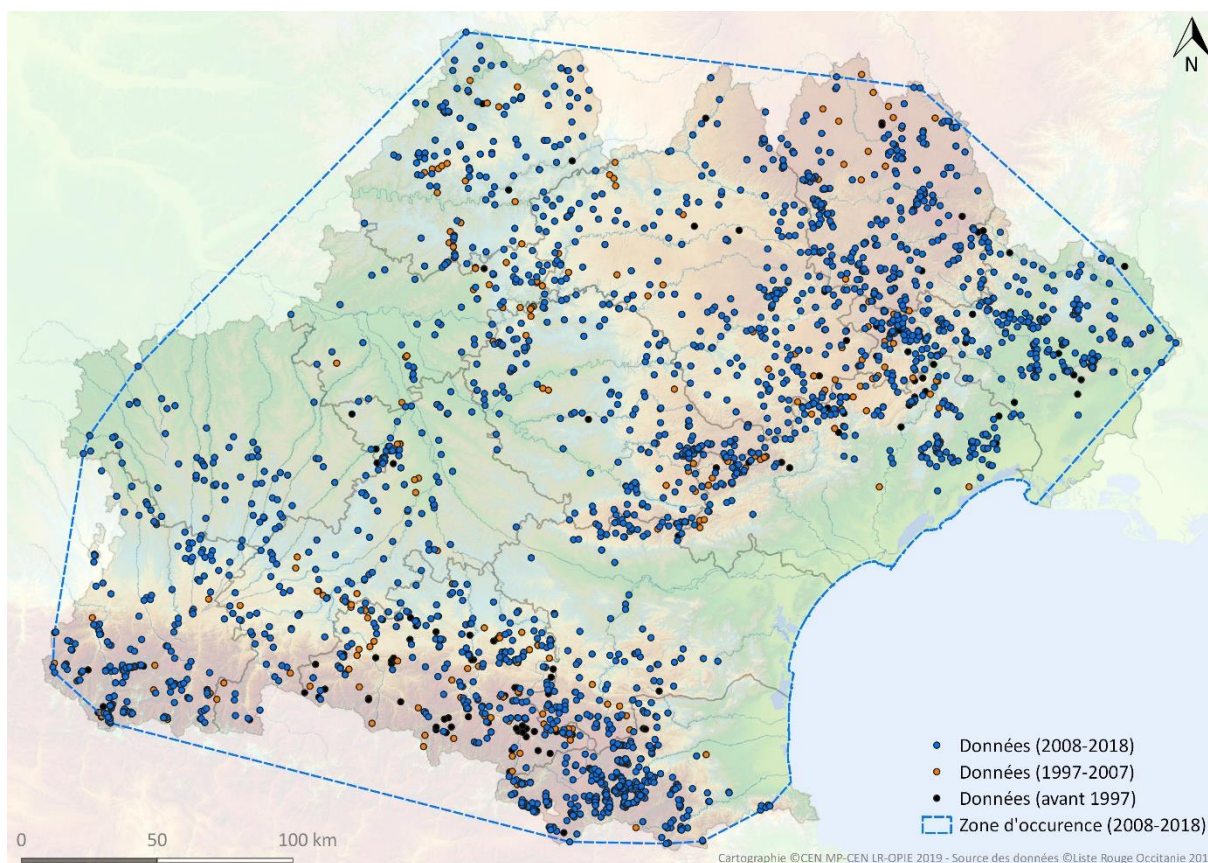 N
Données (2008-2018)
Données (1997-2007)
Données (avant 1997)
Zone d'occurence (2008-2018)
0 50 100 km
Cartographie ©CEN MP-CEN LR-OPIE 2019 - Source des données ©Liste Rouge Occitanie 201